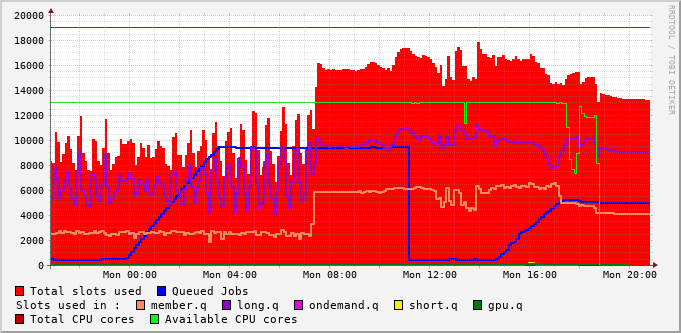 20000
18000
16000
14000
12000
10000
8000
6000
4000
2000
0
Mon 00:00 Mon 04:00 Mon 08:00 Mon 12:00 Mon 16:00 Mon 20:00
Total slots used Queued Jobs
Slots used in : member.q long.q ondemand.q short.q gpu.q
Total CPU cores Available CPU cores
RRDTOOL / TOBI OETIKER